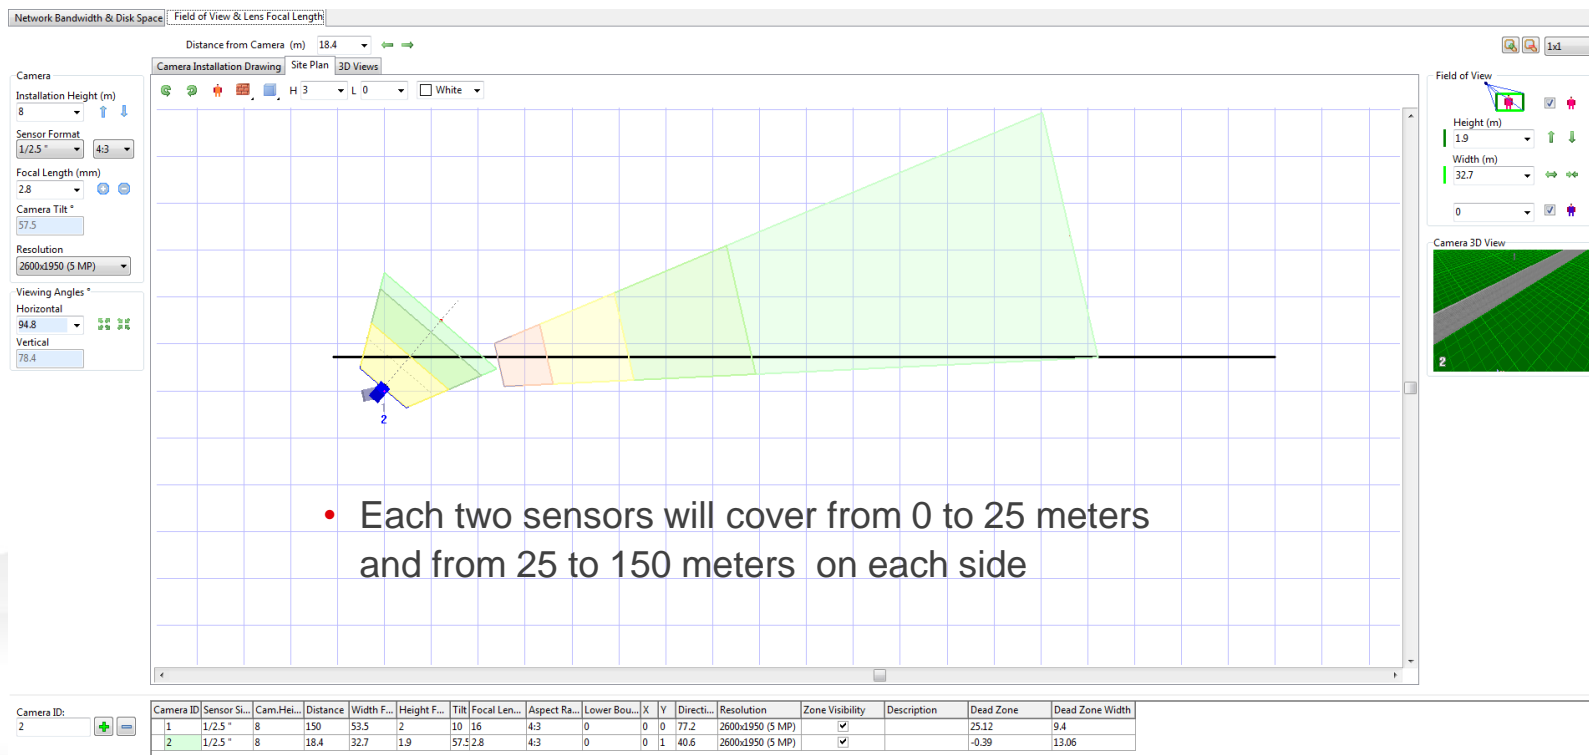 Network Bandwidth & Disk Space Field of View & Lens Focal Length
Distance from Camera (m) 18.4
1x1
Camera Installation Drawing Site Plan 3D Views
H 3 L 0 White
Camera
Installation Height (m)
8
Sensor Format
1/2.5 " 4:3
Focal Length (mm)
2.8
Camera Tilt °
57.5
Resolution
2600x1950 (5 MP)
Viewing Angles °
Horizontal
94.8
Vertical
78.4
1
2
• Each two sensors will cover from 0 to 25 meters
and from 25 to 150 meters on each side
Field of View
Height (m)
1.9
Width (m)
32.7
0
Camera 3D View
1
2
Camera ID:
2
Camera ID Sensor Si... Cam.Hei... Distance Width F... Height F... Tilt Focal Len... Aspect Ra... Lower Bou... X Y Directi... Resolution Zone Visibility Description Dead Zone Dead Zone Width
1 1/2.5 " 8 150 53.5 2 10 16 4:3 0 0 0 77.2 2600x1950 (5 MP) 25.12 9.4
2 1/2.5 " 8 18.4 32.7 1.9 57.5 2.8 4:3 0 0 1 40.6 2600x1950 (5 MP) -0.39 13.06